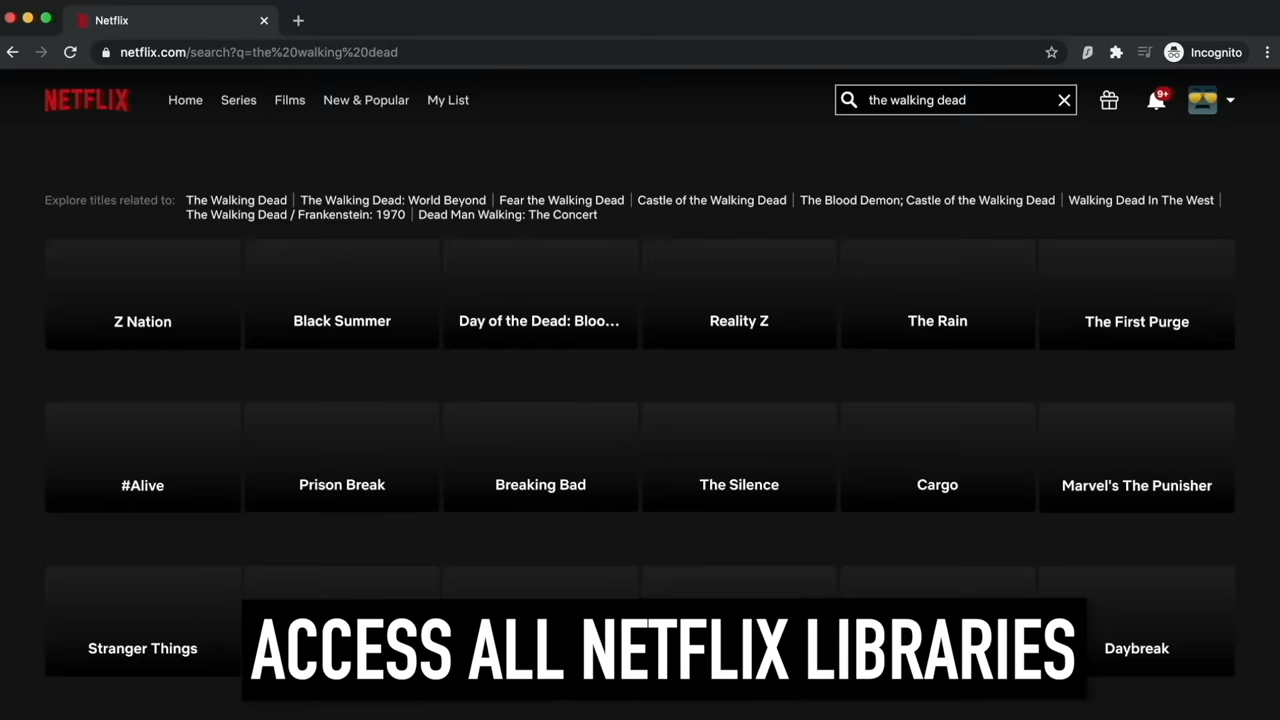 Netflix
netflix.com/search?q=the%20walking%20dead
Incognito
NETFLIX
Home
Series
Films
New & Popular
My List
the walking dead
9+
Explore titles related to:
The Walking Dead | The Walking Dead: World Beyond | Fear the Walking Dead | Castle of the Walking Dead | The Blood Demon; Castle of the Walking Dead | Walking Dead In The West |
The Walking Dead / Frankenstein: 1970 | Dead Man Walking: The Concert
Z Nation
Black Summer
Day of the Dead: Bloo...
Reality Z
The Rain
The First Purge
#Alive
Prison Break
Breaking Bad
The Silence
Cargo
Marvel's The Punisher
Stranger Things
Daybreak
ACCESS ALL NETFLIX LIBRARIES